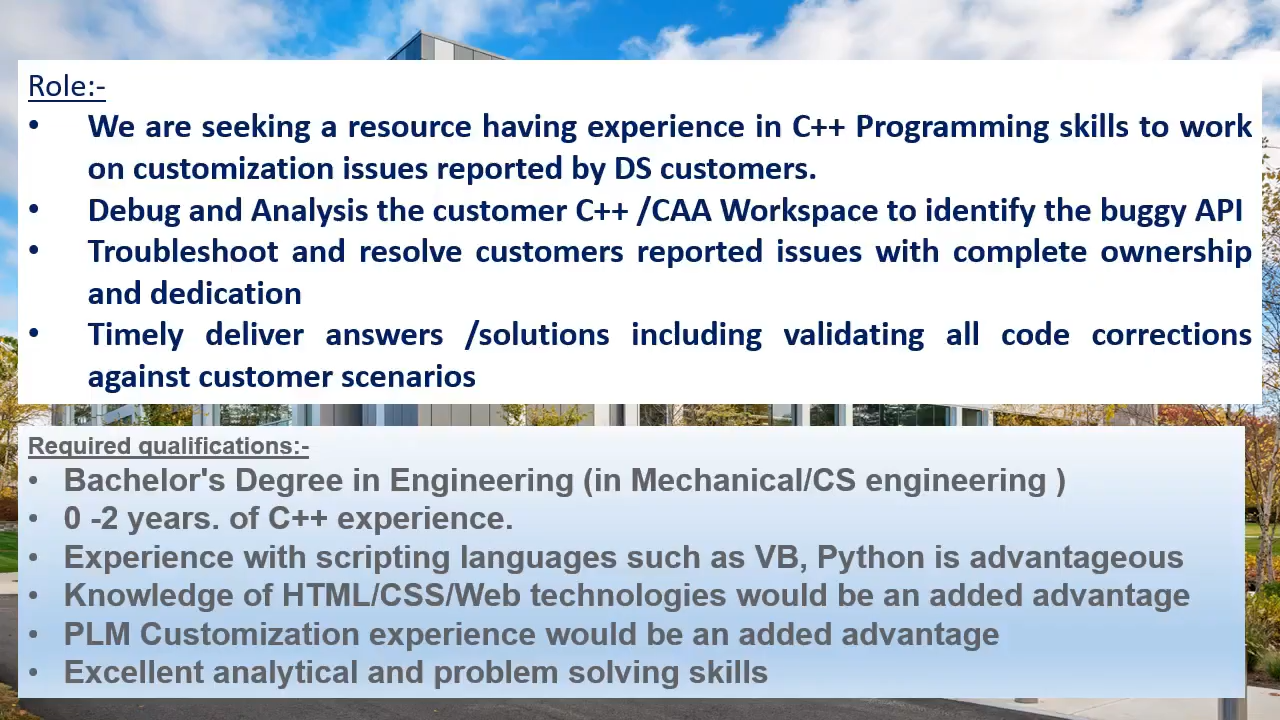 Role:-
• We are seeking a resource having experience in C++ Programming skills to work
on customization issues reported by DS customers.
• Debug and Analysis the customer C++ /CAA Workspace to identify the buggy API
• Troubleshoot and resolve customers reported issues with complete ownership
and dedication
• Timely deliver answers /solutions including validating all code corrections
against customer scenarios
Required qualifications:-
• Bachelor's Degree in Engineering (in Mechanical/CS engineering )
• 0 -2 years. of C++ experience.
• Experience with scripting languages such as VB, Python is advantageous
• Knowledge of HTML/CSS/Web technologies would be an added advantage
• PLM Customization experience would be an added advantage
• Excellent analytical and problem solving skills